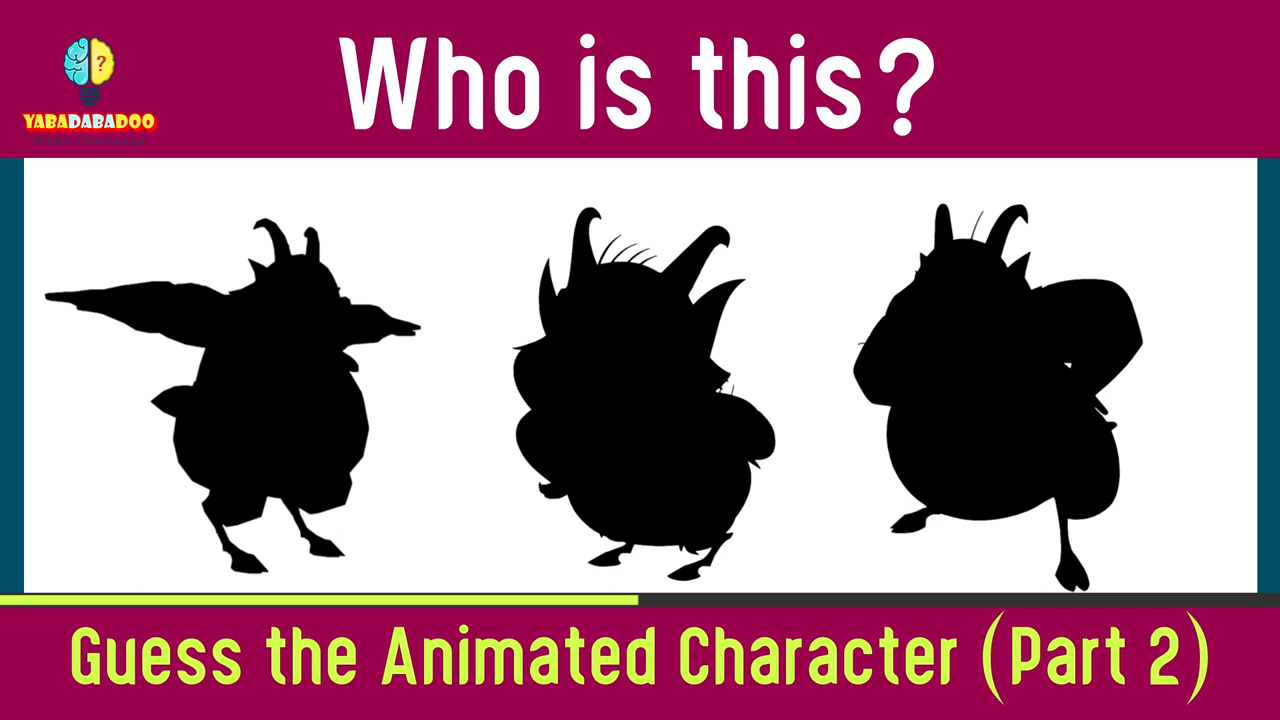 Who is this?
?
YABADABADOO
Guess the Animated Character (Part 2)